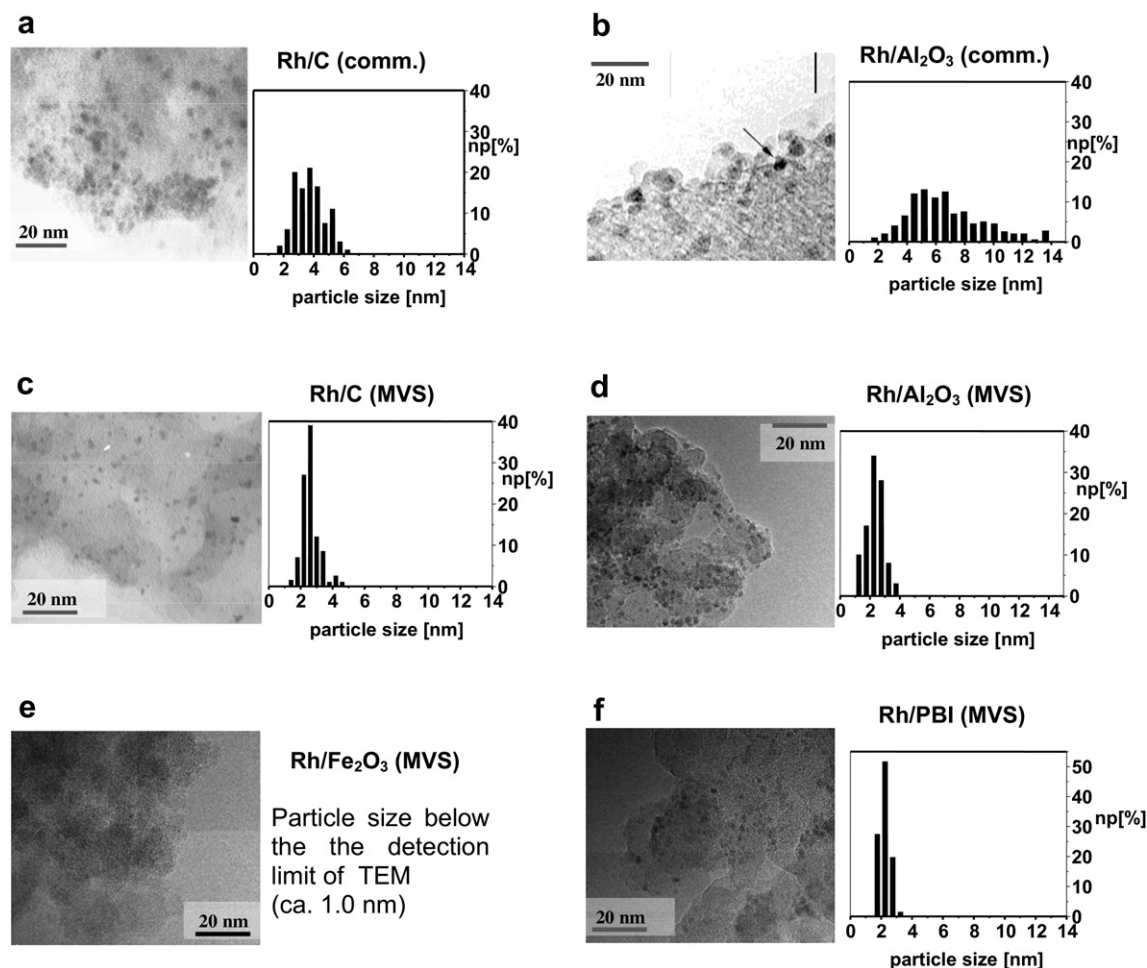 a
Rh/C (comm.)
40
30
np[%]
20
10
0
0 2 4 6 8 10 12 14
particle size [nm]
20 nm
b
Rh/Al₂O₃ (comm.)
20 nm
40
30
np[%]
20
10
0
0 2 4 6 8 10 12 14
particle size [nm]
c
Rh/C (MVS)
40
30
np[%]
20
10
0
0 2 4 6 8 10 12 14
particle size [nm]
20 nm
d
Rh/Al₂O₃ (MVS)
20 nm
40
30
np[%]
20
10
0
0 2 4 6 8 10 12 14
particle size [nm]
e
Rh/Fe₂O₃ (MVS)
Particle size below
the the detection
limit of TEM
(ca. 1.0 nm)
20 nm
f
Rh/PBI (MVS)
50
40
np[%]
30
20
10
0
0 2 4 6 8 10 12 14
particle size [nm]
20 nm